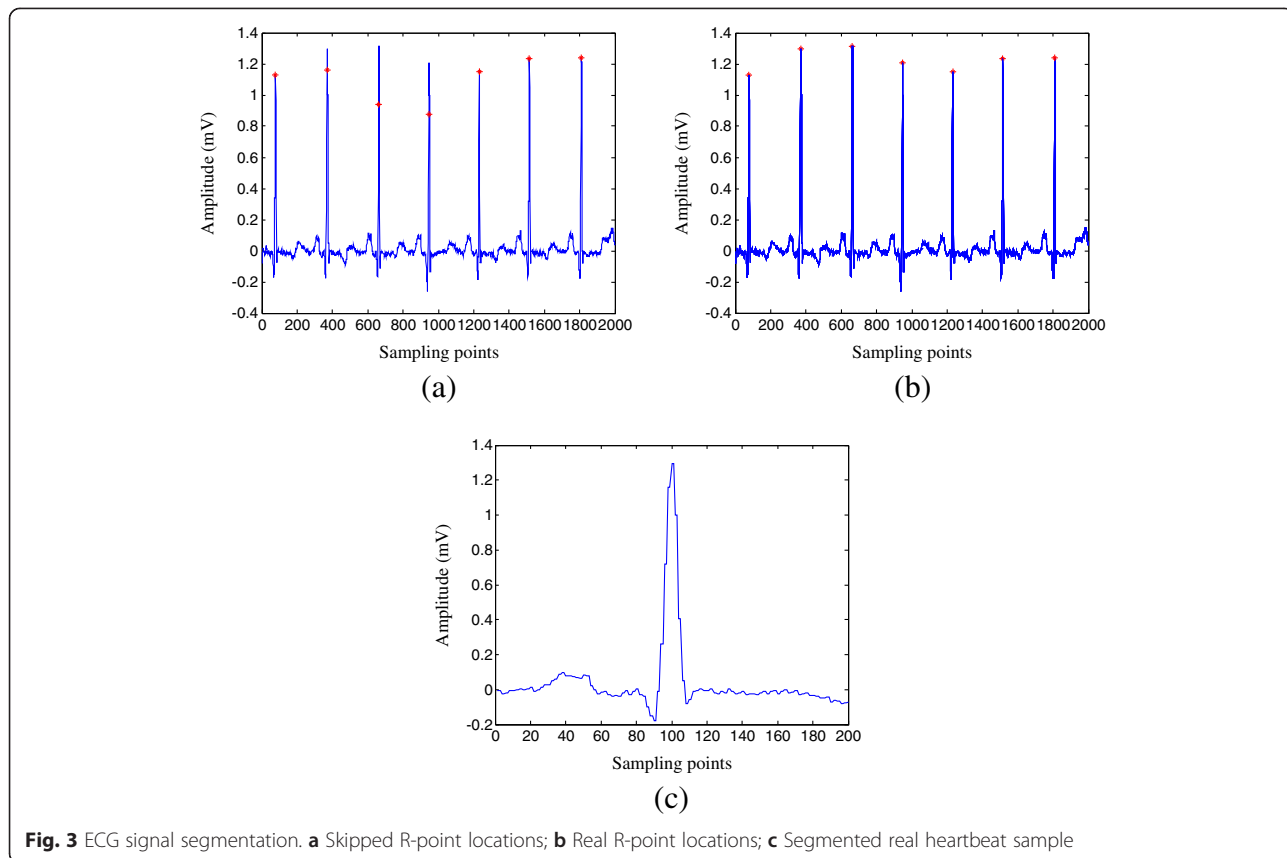 1.4
1.2
1
0.8
0.6
0.4
0.2
0
-0.2
-0.4
Amplitude (mV)
0 200 400 600 800 1000 1200 1400 1600 1800 2000
Sampling points
(a)
1.4
1.2
1
0.8
0.6
0.4
0.2
0
-0.2
-0.4
Amplitude (mV)
0 200 400 600 800 1000 1200 1400 1600 1800 2000
Sampling points
(b)
1.4
1.2
1
0.8
0.6
0.4
0.2
0
-0.2
Amplitude (mV)
0 20 40 60 80 100 120 140 160 180 200
Sampling points
(c)
Fig. 3 ECG signal segmentation. a Skipped R-point locations; b Real R-point locations; c Segmented real heartbeat sample